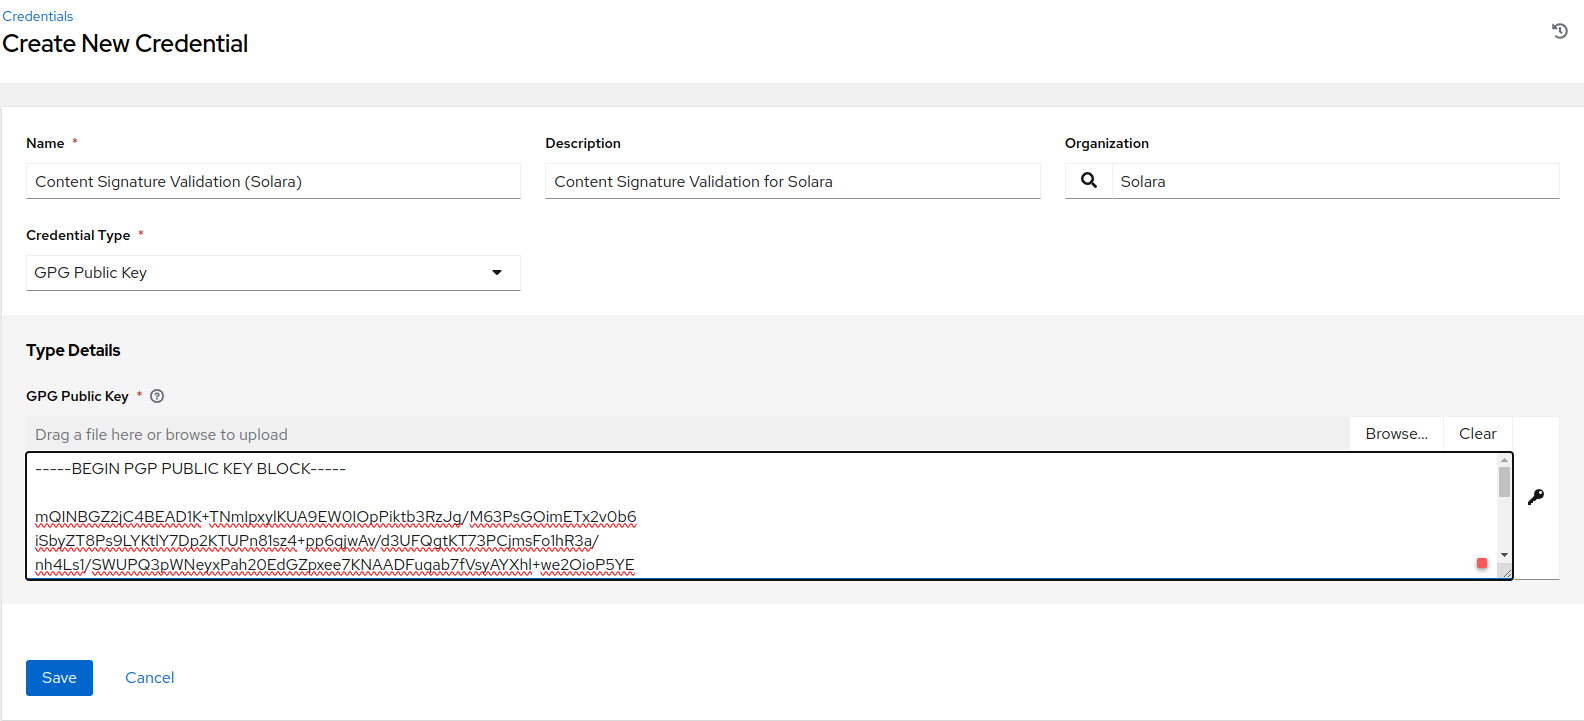 Credentials
Create New Credential
Name *
Description
Organization
Content Signature Validation (Solara)
Content Signature Validation for Solara
Solara
Credential Type *
GPG Public Key
Type Details
GPG Public Key *
Drag a file here or browse to upload
Browse...
Clear
-----BEGIN PGP PUBLIC KEY BLOCK-----
mQINBGZ2jC4BEAD1K+TNmIpxylKUA9EW0IOpPiktb3RzJg/M63PsGOimETx2v0b6
iSbyZT8Ps9LYKtlY7Dp2KTUPn81sz4+pp6qjwAv/d3UFQgtKT73PCjmsFo1hR3a/
nh4Ls1/SWUPQ3pWNeyxPah20EdGZpxee7KNAADFuqab7fVsyAYXhl+we2OioP5YE
Save
Cancel